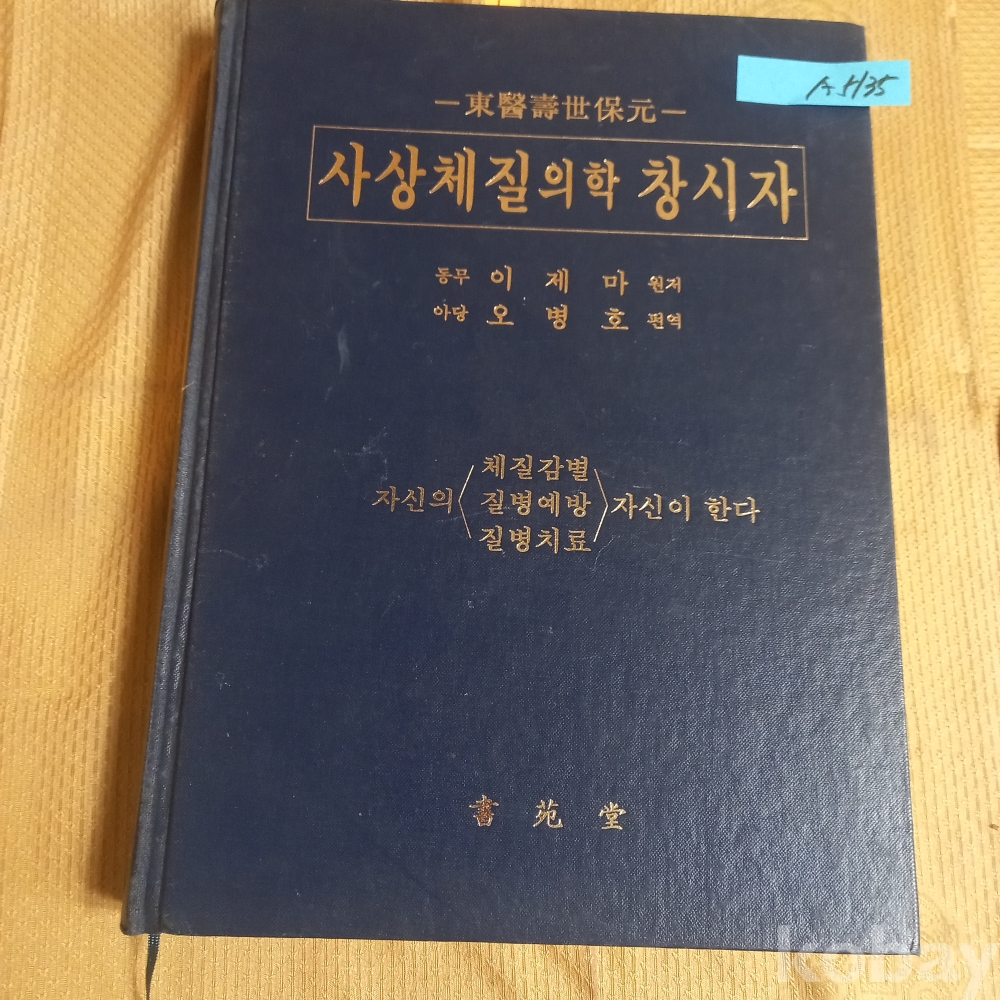 A5135
—東醫壽世保元—
사상체질의학 창시자
동무 이제마 원저
아당 오병호 편역
체질감별
자신의 질병예방 자신이 한다
질병치료
書苑堂
kobay